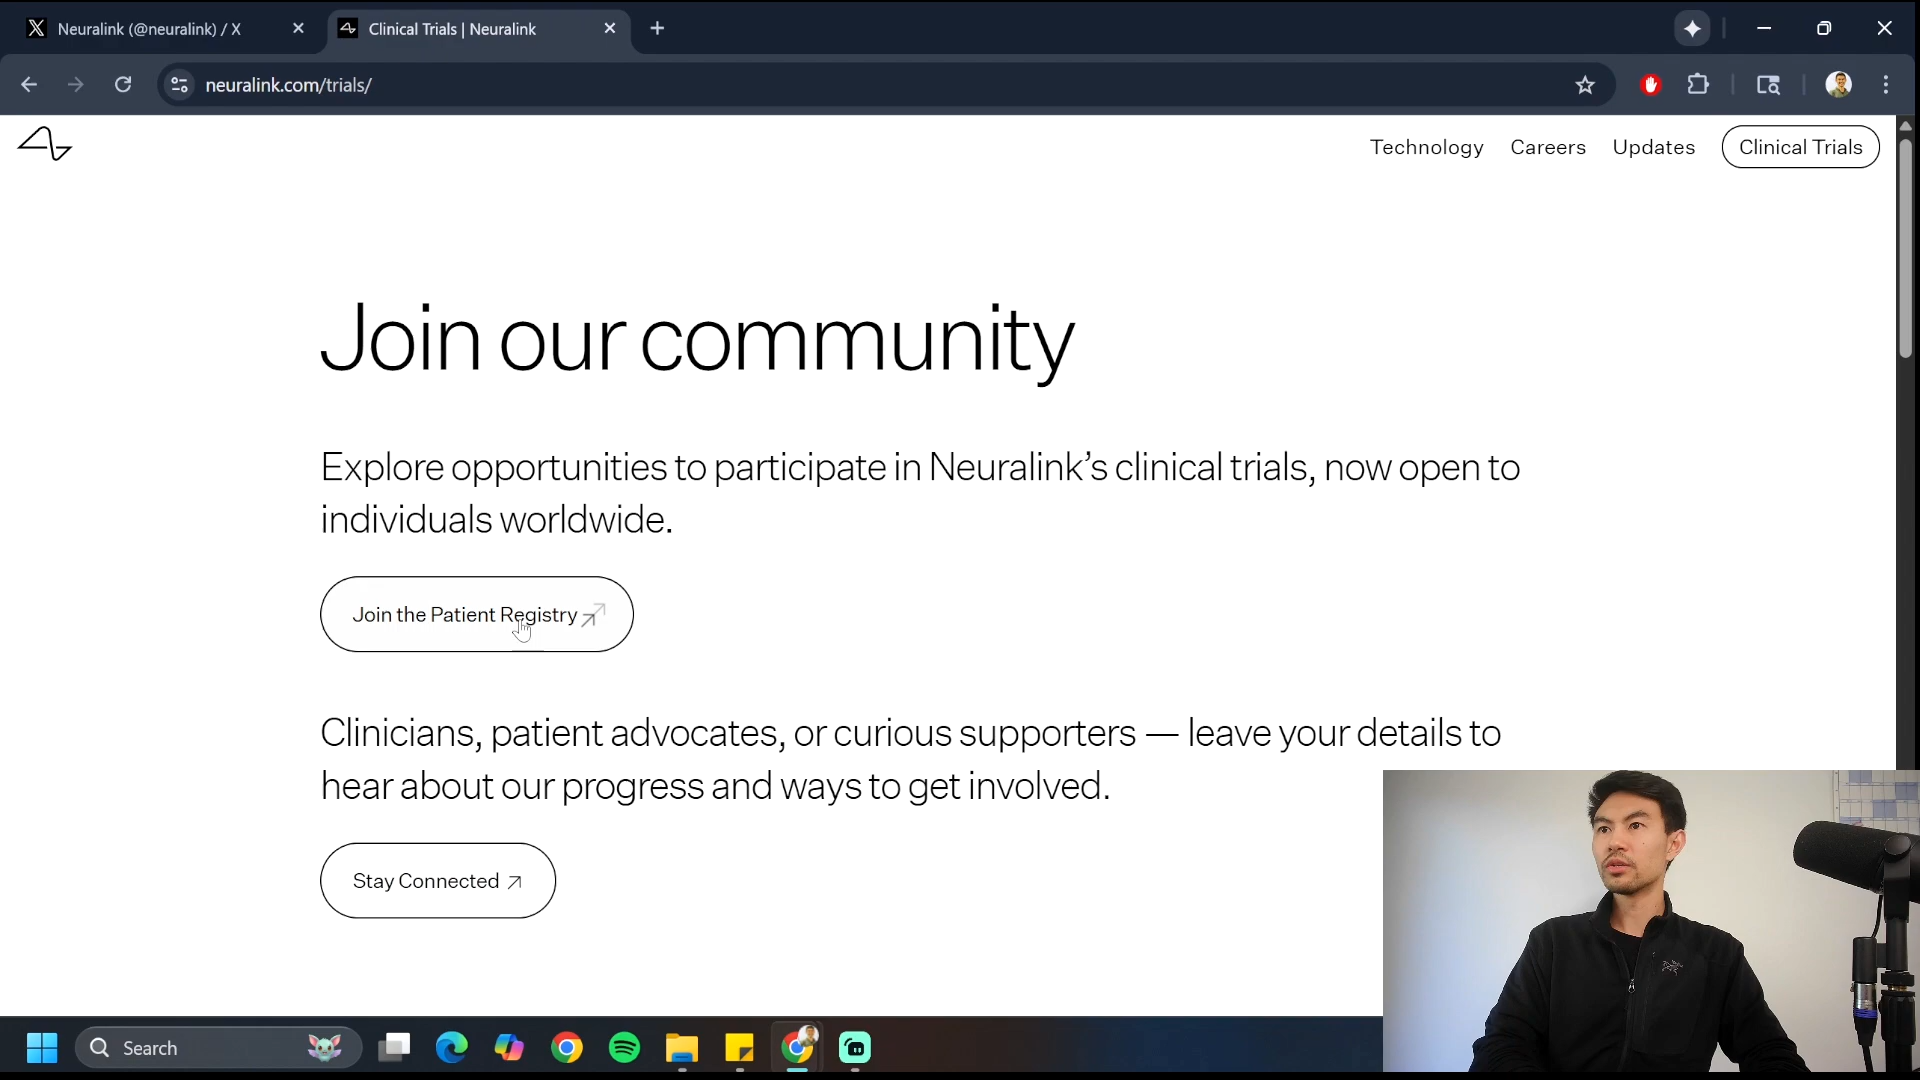 Neuralink (@neuralink) / X
Clinical Trials | Neuralink
neuralink.com/trials/
Technology
Careers
Updates
Clinical Trials
Join our community
Explore opportunities to participate in Neuralink’s clinical trials, now open to
individuals worldwide.
Join the Patient Registry
Clinicians, patient advocates, or curious supporters — leave your details to
hear about our progress and ways to get involved.
Stay Connected
Search